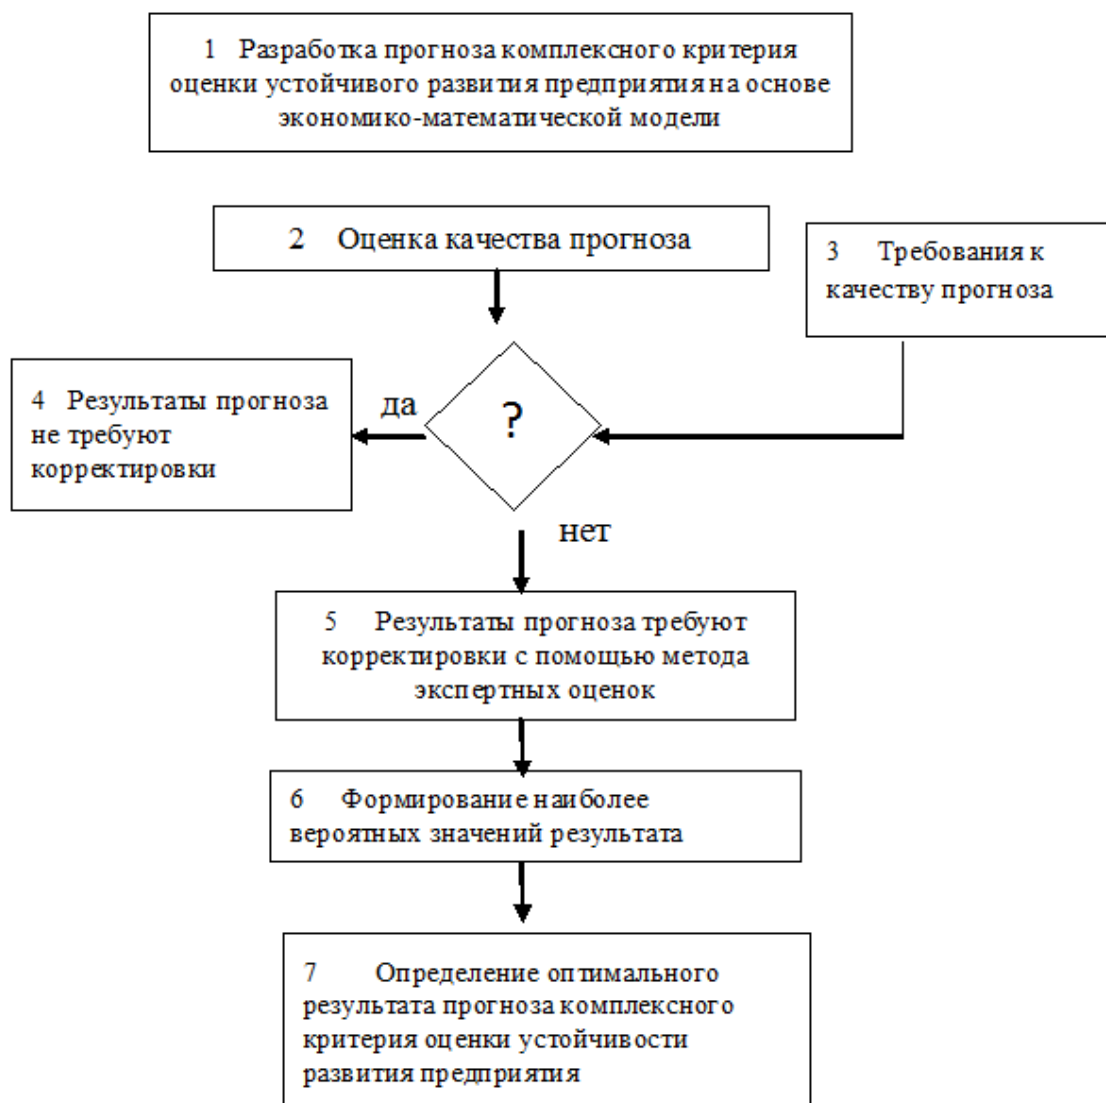 1 Разработка прогноза комплексного критерия
оценки устойчивого развития предприятия на основе
экономико-математической модели
2 Оценка качества прогноза
3 Требования к
качеству прогноза
4 Результаты прогноза
не требуют
корректировки
да
?
нет
5 Результаты прогноза требуют
корректировки с помощью метода
экспертных оценок
6 Формирование наиболее
вероятных значений результата
7 Определение оптимального
результата прогноза комплексного
критерия оценки устойчивости
развития предприятия